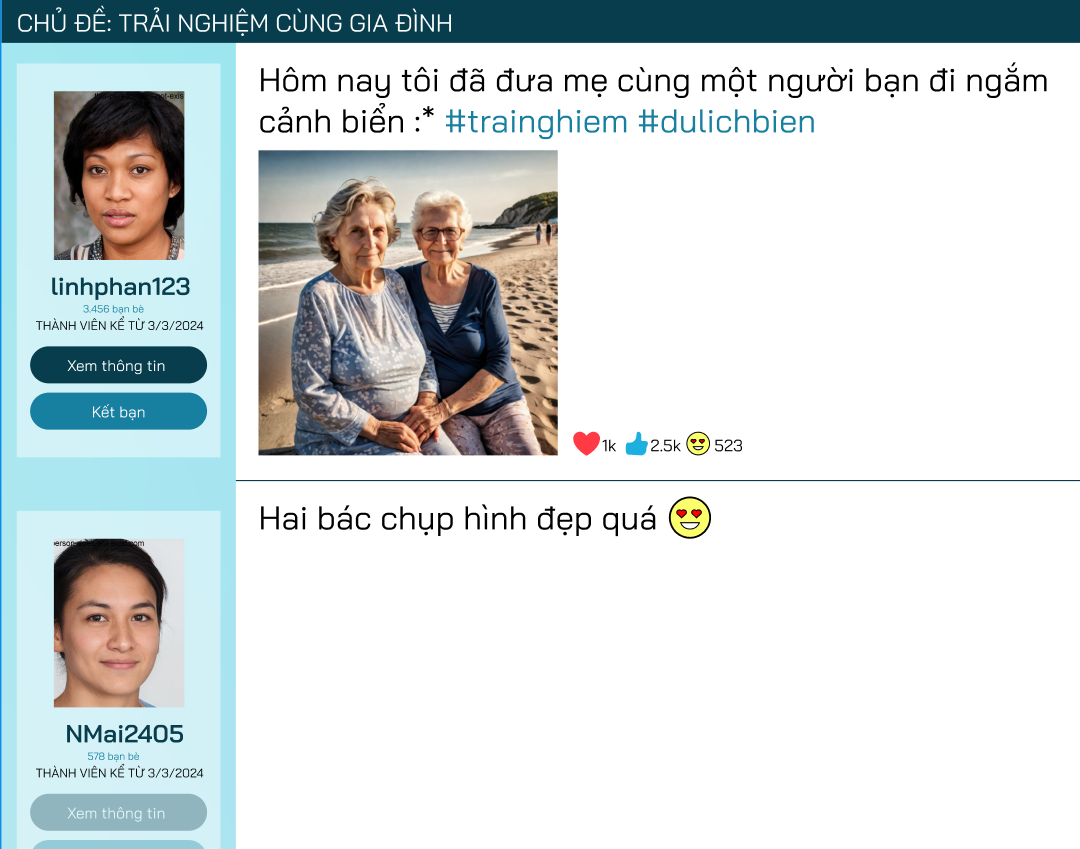 CHỦ ĐỀ: TRẢI NGHIỆM CÙNG GIA ĐÌNH
linhphan123
3.456 bạn bè
THÀNH VIÊN KỂ TỪ 3/3/2024
Xem thông tin
Kết bạn
Hôm nay tôi đã đưa mẹ cùng một người bạn đi ngắm
cảnh biển :* #trainghiem #dulichbien
1k 2.5k 523
NMai2405
578 bạn bè
THÀNH VIÊN KỂ TỪ 3/3/2024
Xem thông tin
Hai bác chụp hình đẹp quá